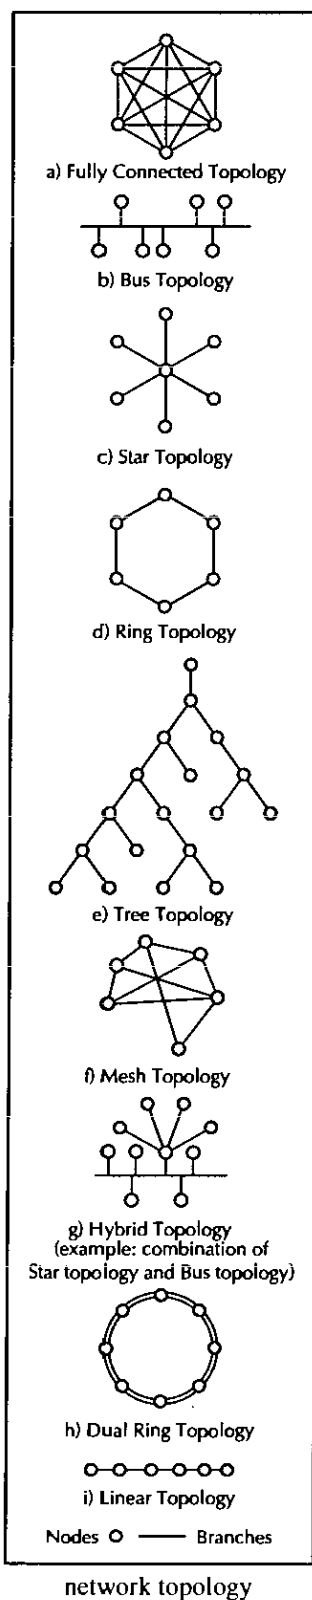 a) Fully Connected Topology
b) Bus Topology
c) Star Topology
d) Ring Topology
e) Tree Topology
f) Mesh Topology
g) Hybrid Topology
(example: combination of
Star topology and Bus topology)
h) Dual Ring Topology
i) Linear Topology
Nodes Branches
network topology